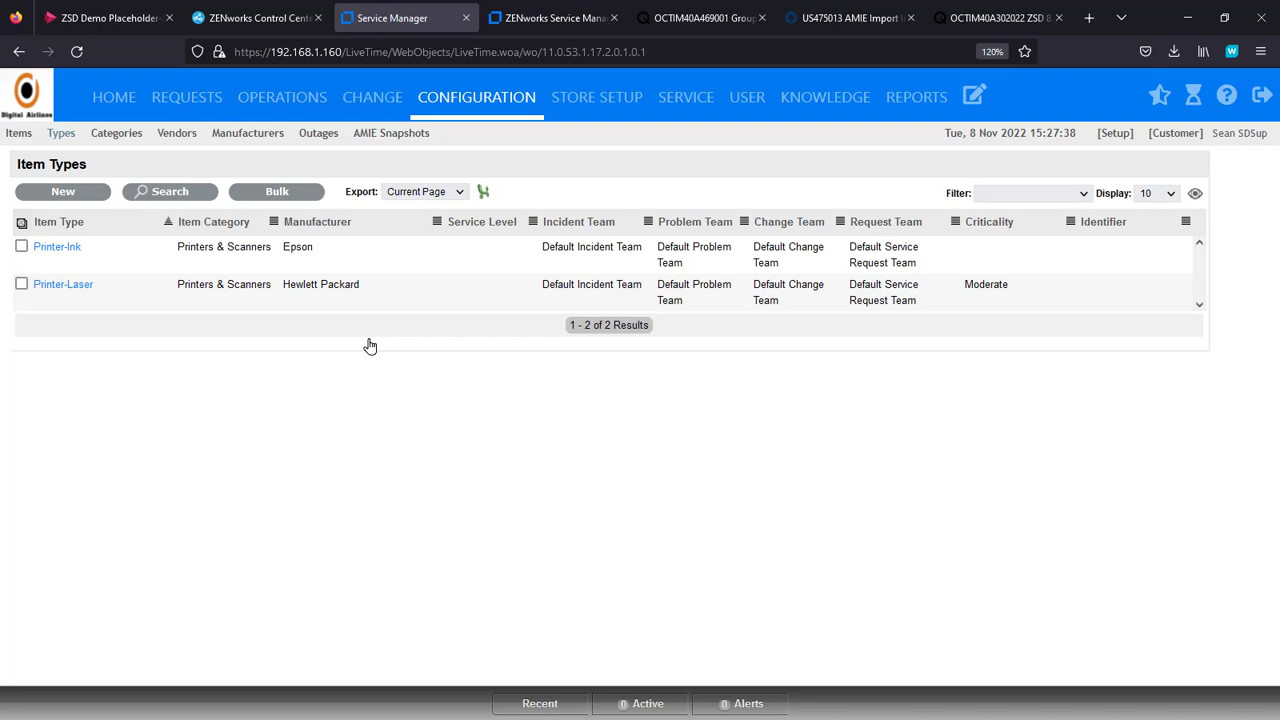 ZSD Demo Placeholder-
ZENworks Control Cent
Service Manager
ZENworks Service Mana
OCTIM40A469001 Group
US475013 AMIE Import I
OCTIM40A302022 ZSD 8.
https://192.168.1.160/LiveTime/WebObjects/LiveTime.woa/wo/11.0.53.1.17.2.0.1.0.1
120%
Digital Airlines
HOME REQUESTS OPERATIONS CHANGE CONFIGURATION STORE SETUP SERVICE USER KNOWLEDGE REPORTS
Items Types Categories Vendors Manufacturers Outages AMIE Snapshots Tue, 8 Nov 2022 15:27:38 [Setup] [Customer] Sean SDSup
Item Types
New Search Bulk Export: Current Page Filter: Display: 10
Item Type Item Category Manufacturer Service Level Incident Team Problem Team Change Team Request Team Criticality Identifier
Printer-Ink Printers & Scanners Epson Default Incident Team Default Problem Default Change Default Service
Team Team Request Team
Printer-Laser Printers & Scanners Hewlett Packard Default Incident Team Default Problem Default Change Default Service Moderate
Team Team Request Team
1 - 2 of 2 Results
Recent 0 Active 0 Alerts